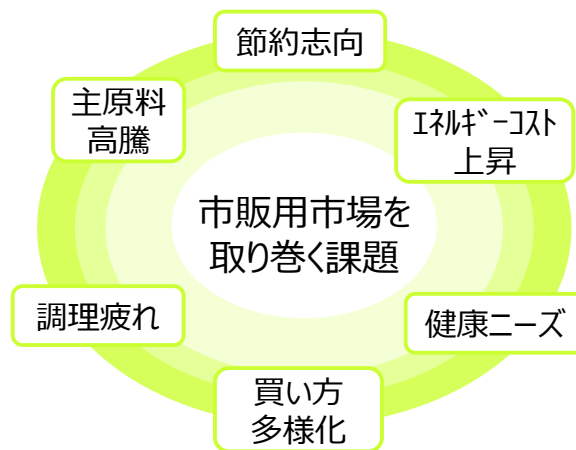 節約志向
主原料
高騰
ｴﾈﾙｷﾞｰｺｽﾄ
上昇
市販用市場を
取り巻く課題
調理疲れ
健康ニーズ
買い方
多様化